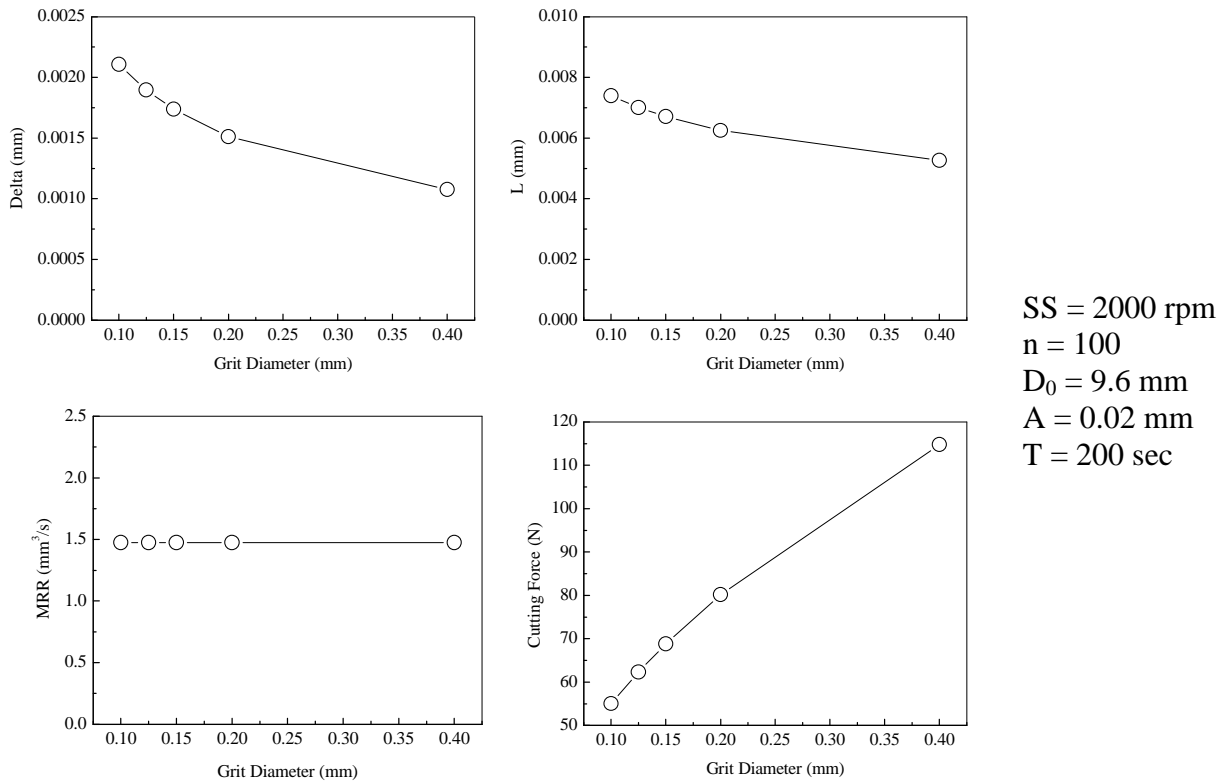 0.0025
0.0020
0.0015
0.0010
0.0005
0.0000
Delta (mm)
0.10 0.15 0.20 0.25 0.30 0.35 0.40
Grit Diameter (mm)
0.010
0.008
0.006
0.004
0.002
0.000
L (mm)
0.10 0.15 0.20 0.25 0.30 0.35 0.40
Grit Diameter (mm)
2.5
2.0
1.5
1.0
0.5
0.0
MRR (mm³/s)
0.10 0.15 0.20 0.25 0.30 0.35 0.40
Grit Diameter (mm)
120
110
100
90
80
70
60
50
Cutting Force (N)
0.10 0.15 0.20 0.25 0.30 0.35 0.40
Grit Diameter (mm)
SS = 2000 rpm
n = 100
D₀ = 9.6 mm
A = 0.02 mm
T = 200 sec